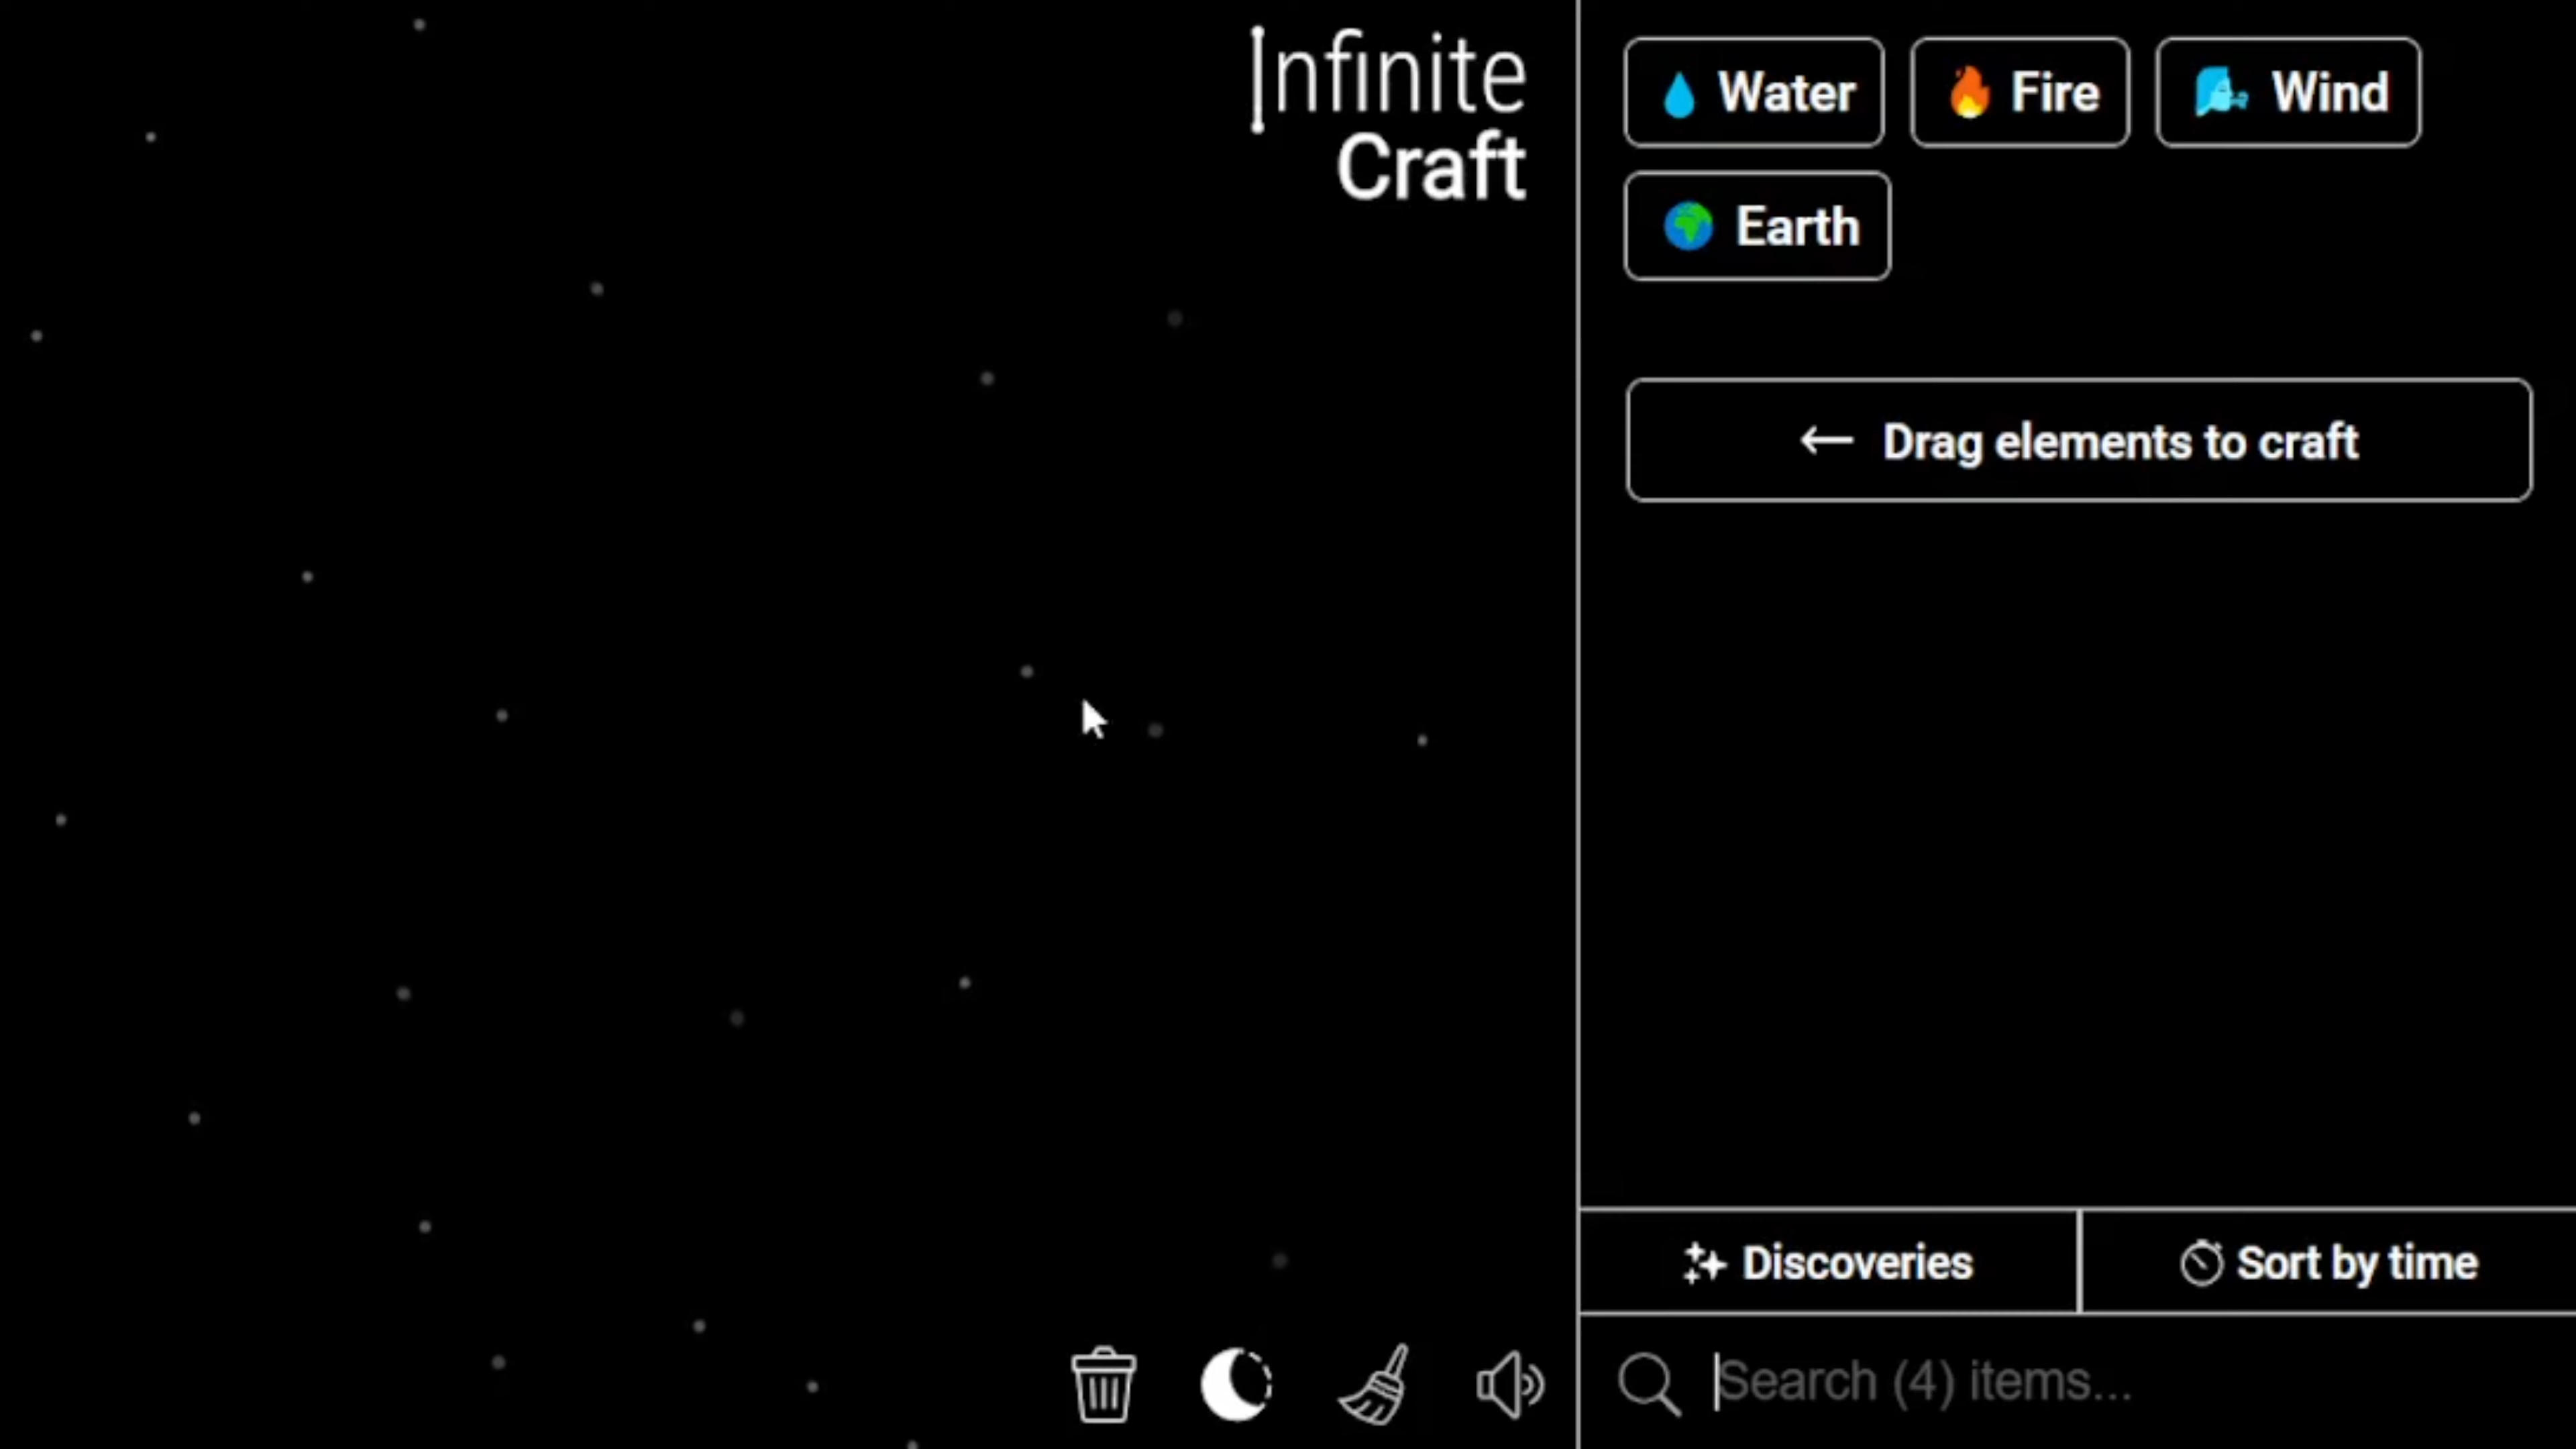 Infinite
Craft
Water
Fire
Wind
Earth
← Drag elements to craft
Discoveries
Sort by time
Search (4) items...